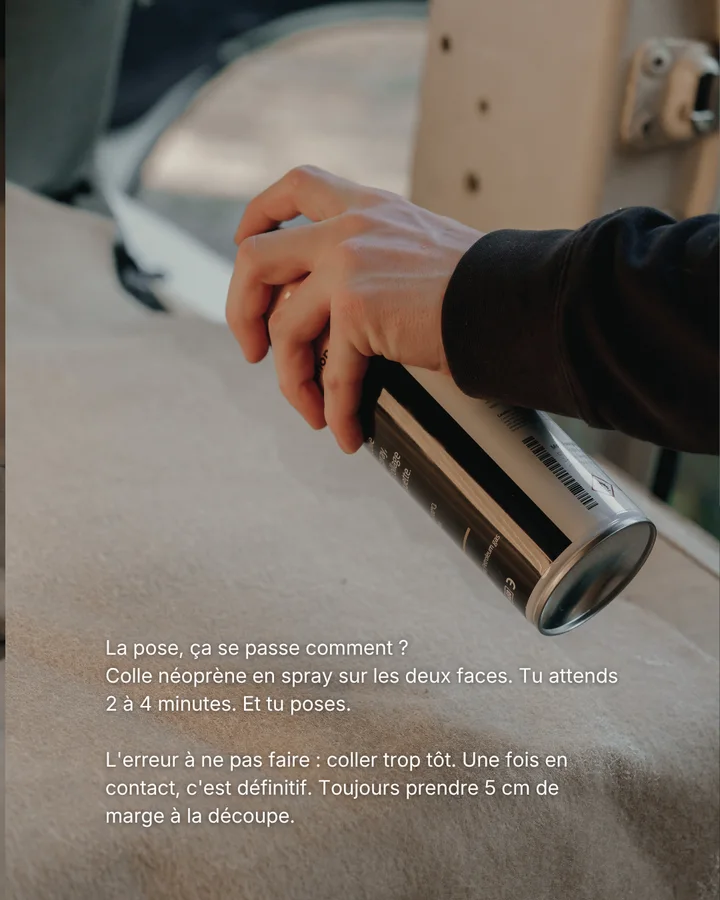 La pose, ça se passe comment ?
Colle néoprène en spray sur les deux faces. Tu attends
2 à 4 minutes. Et tu poses.
L'erreur à ne pas faire : coller trop tôt. Une fois en
contact, c'est définitif. Toujours prendre 5 cm de
marge à la découpe.